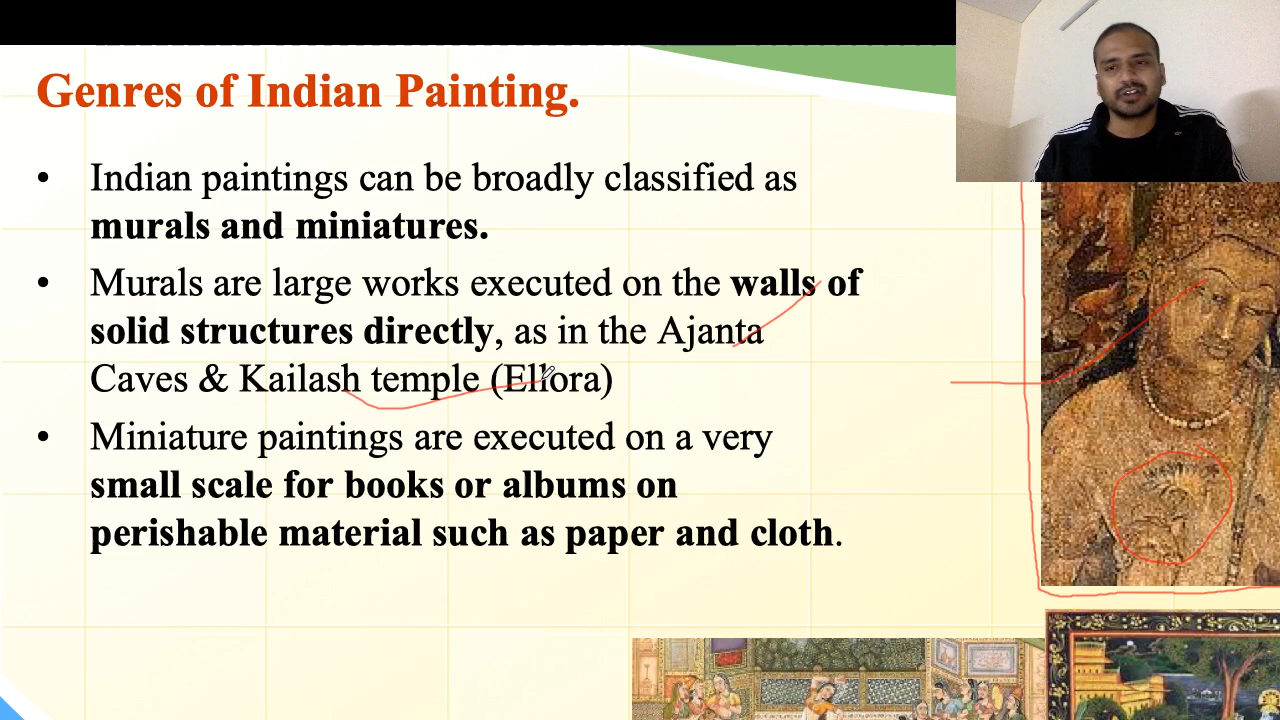 Genres of Indian Painting.
• Indian paintings can be broadly classified as
murals and miniatures.
• Murals are large works executed on the walls of
solid structures directly, as in the Ajanta
Caves & Kailash temple (Ellora)
• Miniature paintings are executed on a very
small scale for books or albums on
perishable material such as paper and cloth.